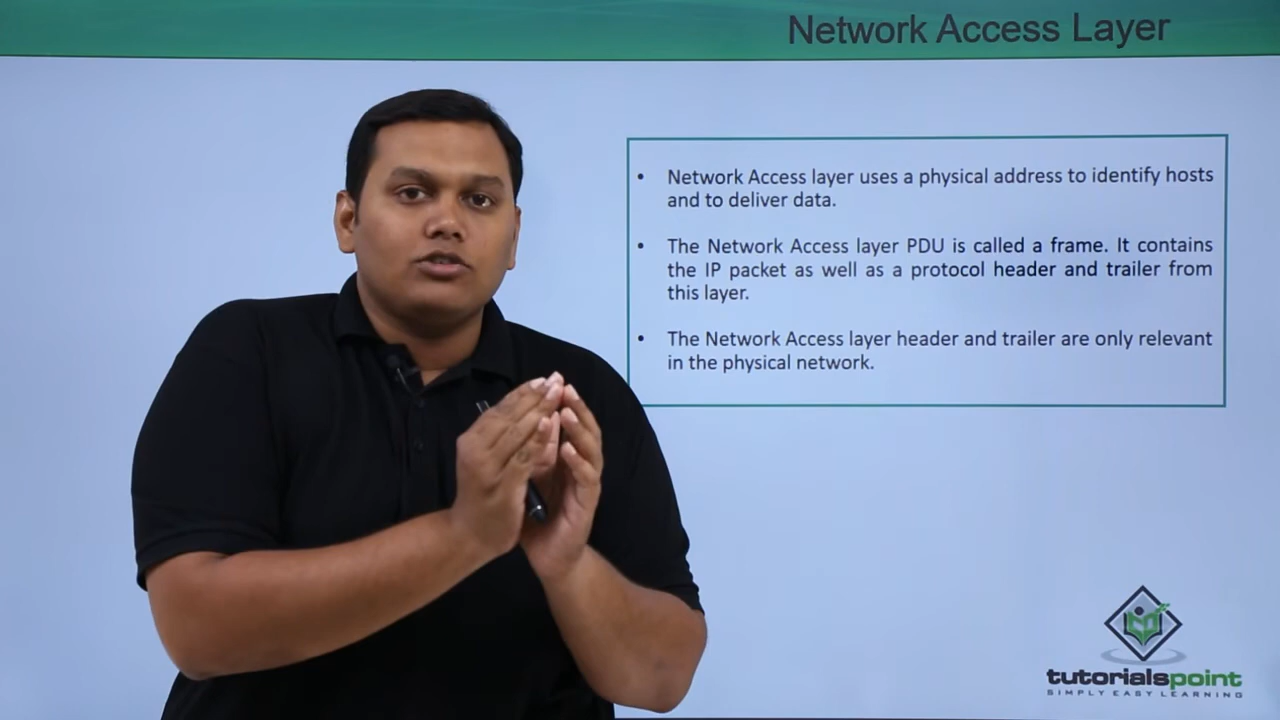 Network Access Layer
• Network Access layer uses a physical address to identify hosts
and to deliver data.
• The Network Access layer PDU is called a frame. It contains
the IP packet as well as a protocol header and trailer from
this layer.
• The Network Access layer header and trailer are only relevant
in the physical network.
tutorialspoint
SIMPLY EASY LEARNING